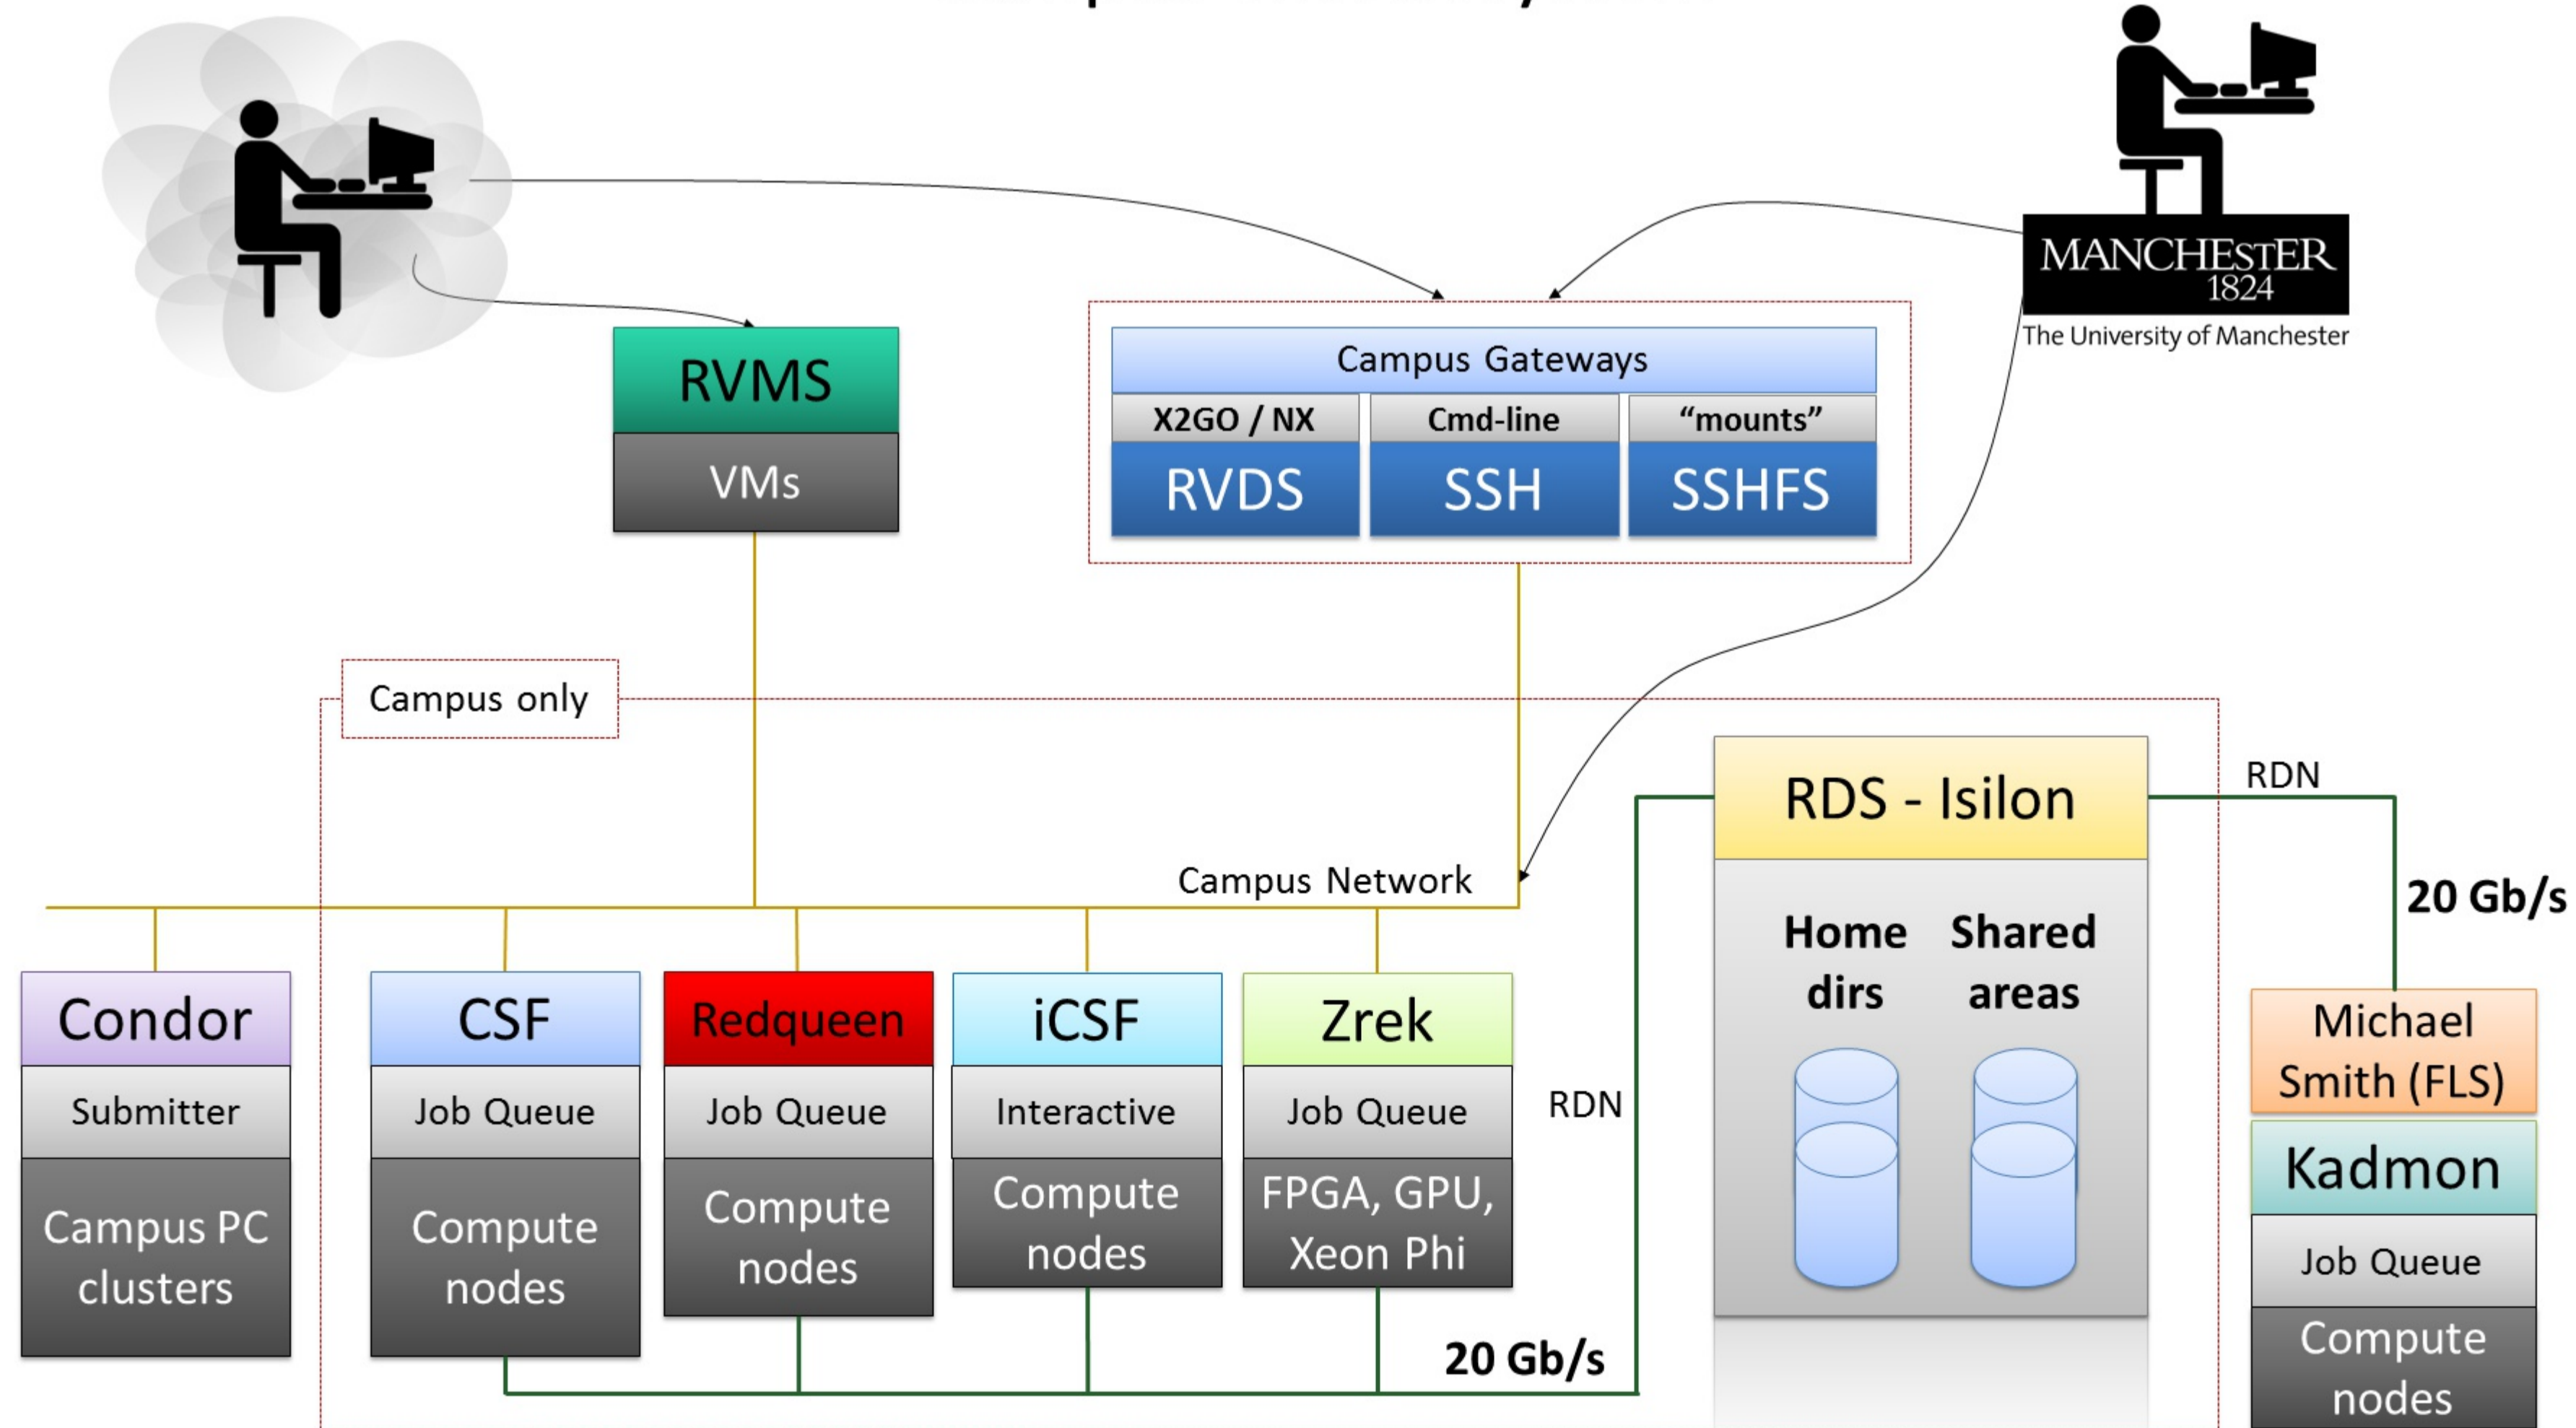 MANCHESTER
1824
The University of Manchester
RVMS
VMs
Campus Gateways
X2GO / NX
Cmd-line
“mounts”
RVDS
SSH
SSHFS
Campus only
Campus Network
RDS - Isilon
Home
dirs
Shared
areas
RDN
20 Gb/s
Condor
Submitter
Campus PC
clusters
CSF
Job Queue
Compute
nodes
Redqueen
Job Queue
Compute
nodes
iCSF
Interactive
Compute
nodes
Zrek
Job Queue
FPGA, GPU,
Xeon Phi
RDN
20 Gb/s
Michael
Smith (FLS)
Kadmon
Job Queue
Compute
nodes